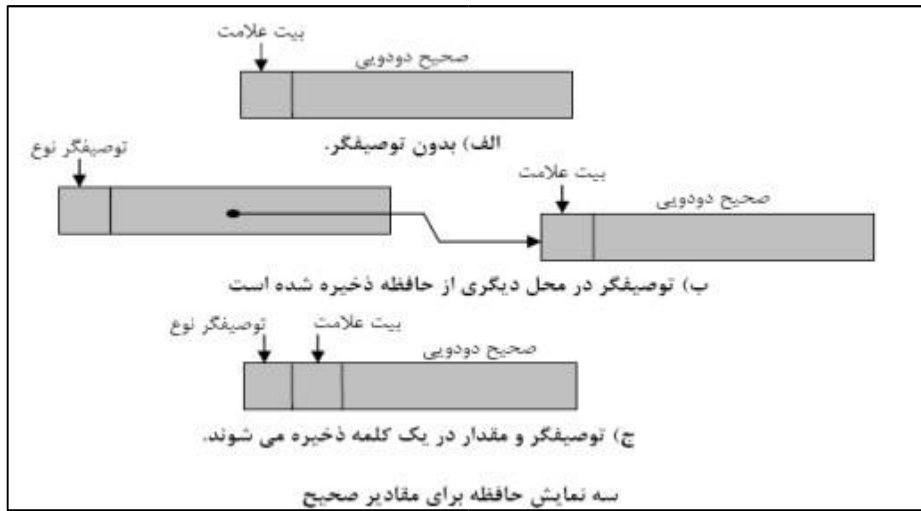 بیت علامت
صحیح دودویی
الف) بدون توصیفگر.
توصیفگر نوع
بیت علامت
صحیح دودویی
ب) توصیفگر در محل دیگری از حافظه ذخیره شده است
توصیفگر نوع
بیت علامت
صحیح دودویی
ج) توصیفگر و مقدار در یک کلمه ذخیره می شوند.
سه نمایش حافظه برای مقادیر صحیح